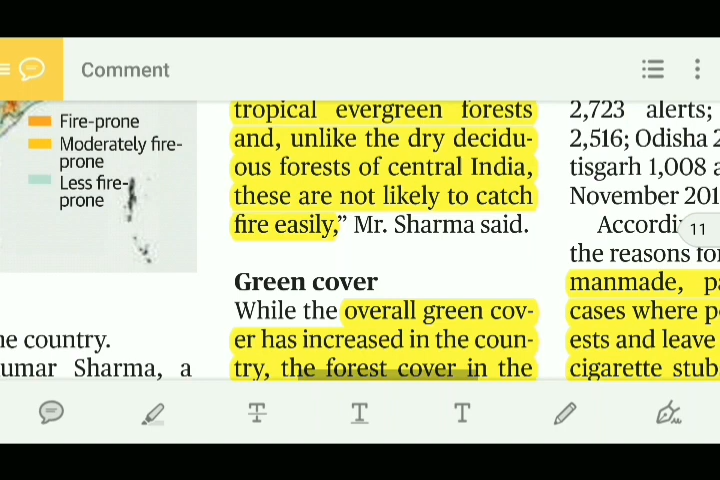 Comment
Fire-prone
Moderately fire-
prone
Less fire-
prone
he country.
umar Sharma, a
tropical evergreen forests
and, unlike the dry decidu-
ous forests of central India,
these are not likely to catch
fire easily,” Mr. Sharma said.
Green cover
While the overall green cov-
er has increased in the coun-
try, the forest cover in the
2,723 alerts;
2,516; Odisha 2
tisgarh 1,008 a
November 201
Accordi
the reasons for
manmade, pa
cases where pe
ests and leave
cigarette stub
11
T
T
T